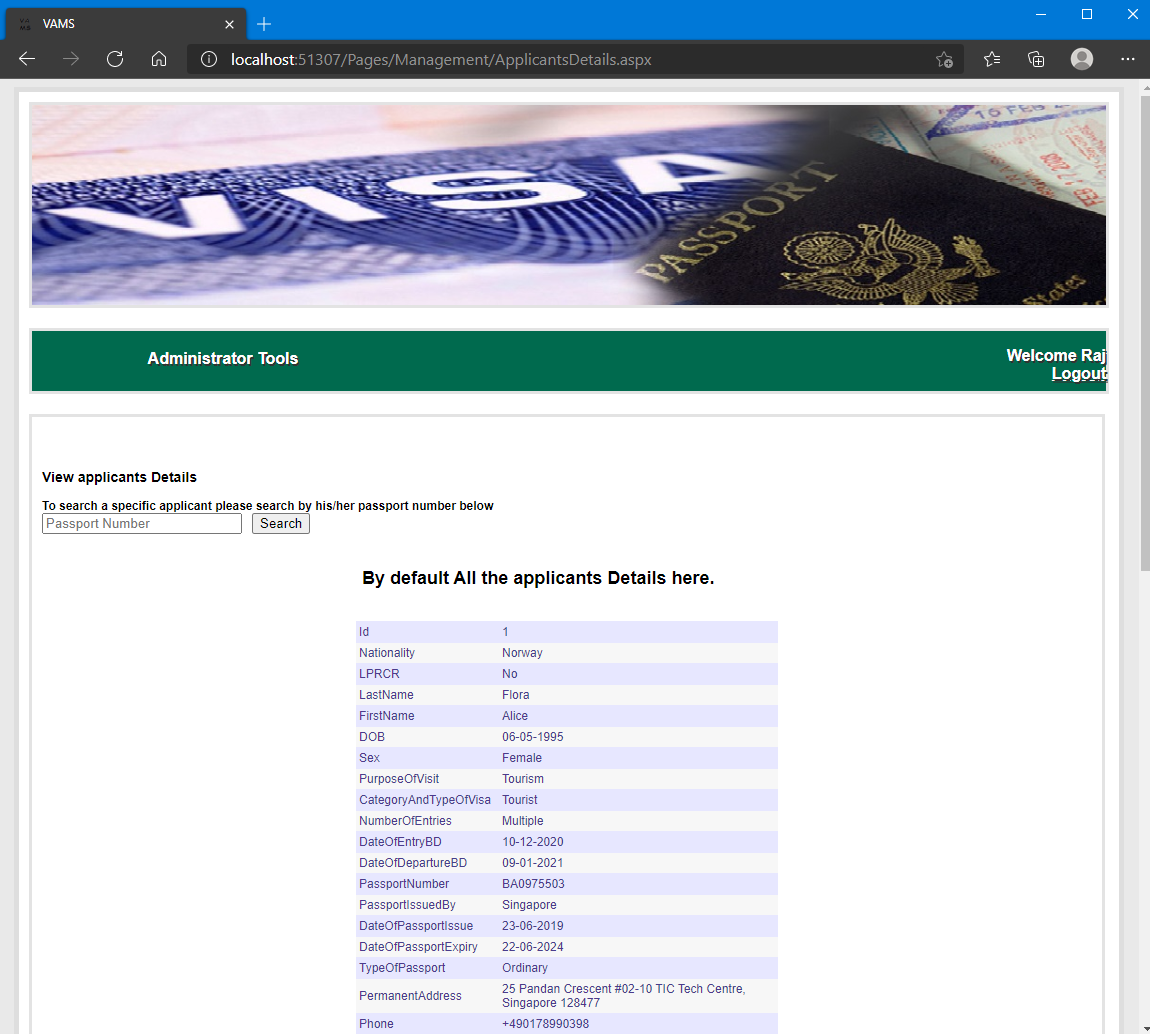 VAMS
localhost:51307/Pages/Management/ApplicantsDetails.aspx
VISA
PASSPORT
States
Administrator Tools
Welcome Raj
Logout
View applicants Details
To search a specific applicant please search by his/her passport number below
Passport Number Search
By default All the applicants Details here.
Id 1
Nationality Norway
LPRCR No
LastName Flora
FirstName Alice
DOB 06-05-1995
Sex Female
PurposeOfVisit Tourism
CategoryAndTypeOfVisa Tourist
NumberOfEntries Multiple
DateOfEntryBD 10-12-2020
DateOfDepartureBD 09-01-2021
PassportNumber BA0975503
PassportIssuedBy Singapore
DateOfPassportIssue 23-06-2019
DateOfPassportExpiry 22-06-2024
TypeOfPassport Ordinary
PermanentAddress 25 Pandan Crescent #02-10 TIC Tech Centre,
Singapore 128477
Phone +490178990398